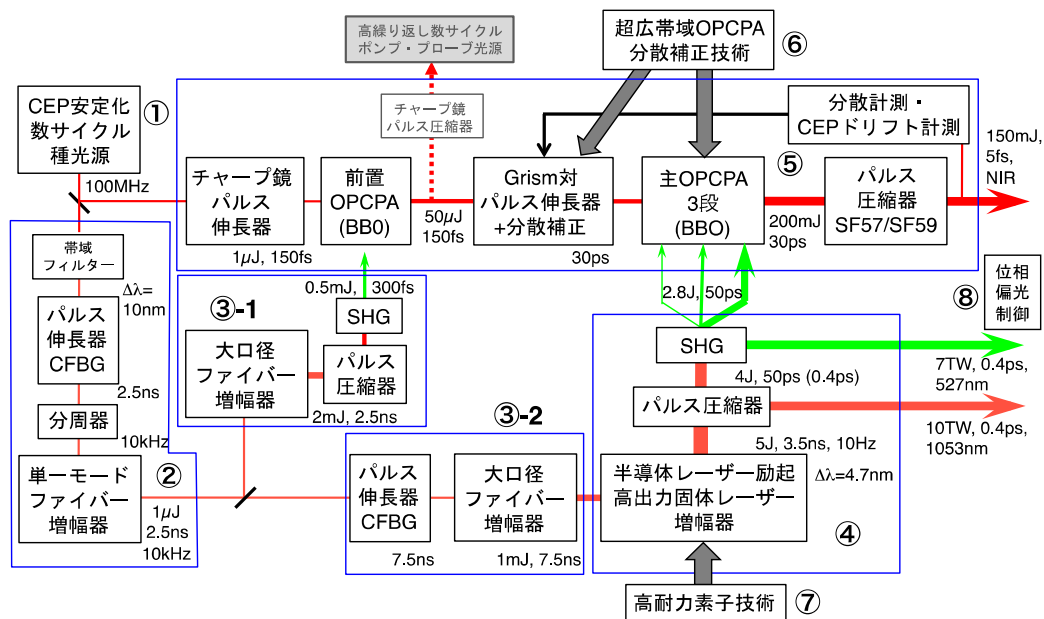 高繰り返し数サイクル
ポンプ・プローブ光源
超広帯域OPCPA
分散補正技術
⑥
CEP安定化
数サイクル
種光源
①
チャープ鏡
パルス圧縮器
分散計測・
CEPドリフト計測
150mJ,
5fs,
NIR
100MHz
チャープ鏡
パルス
伸長器
前置
OPCPA
(BB0)
50μJ
150fs
Grism対
パルス伸長器
+分散補正
主OPCPA
3段
(BBO)
⑤
200mJ
30ps
パルス
圧縮器
SF57/SF59
1μJ, 150fs
30ps
帯域
フィルター
Δλ=
10nm
パルス
伸長器
CFBG
2.5ns
分周器
10kHz
単一モード
ファイバー
増幅器
②
1μJ
2.5ns
10kHz
③-1
0.5mJ, 300fs
SHG
大口径
ファイバー
増幅器
パルス
圧縮器
2mJ, 2.5ns
③-2
パルス
伸長器
CFBG
大口径
ファイバー
増幅器
7.5ns
1mJ, 7.5ns
2.8J, 50ps
SHG
⑧
位相
偏光
制御
7TW, 0.4ps,
527nm
4J, 50ps (0.4ps)
パルス圧縮器
10TW, 0.4ps,
1053nm
5J, 3.5ns, 10Hz
半導体レーザー励起
高出力固体レーザー
増幅器
Δλ=4.7nm
④
高耐力素子技術
⑦